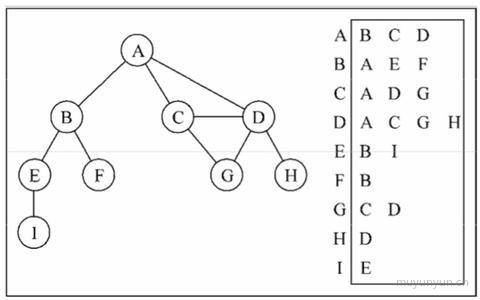 A
B
C
D
E
F
G
H
I
A B C D
B A E F
C A D G
D A C G H
E B I
F B
G C D
H D
I E
muyunyun.cn